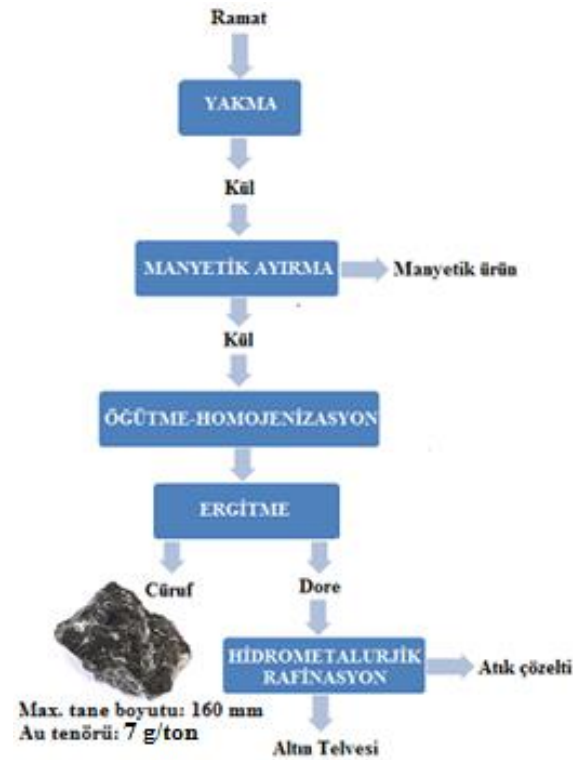 Ramat
YAKMA
Kül
MANYETİK AYIRMA
Manyetik ürün
Kül
ÖĞÜTME-HOMOJENİZASYON
ERGİTME
Cüruf
Dore
HİDROMETALURJİK
RAFİNASYON
Atık çözelti
Max. tane boyutu: 160 mm
Au tenörü: 7 g/ton
Altın Telvesi